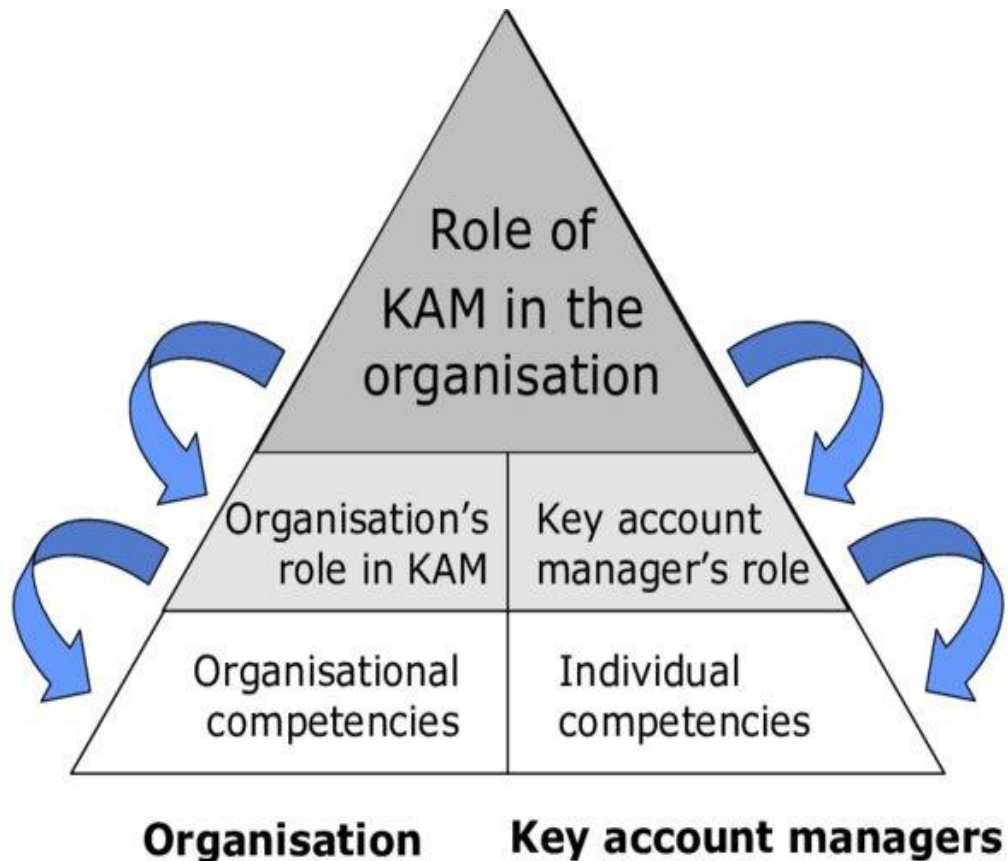 Role of
KAM in the
organisation
Organisation's
role in KAM
Key account
manager's role
Organisational
competencies
Individual
competencies
Organisation
Key account managers